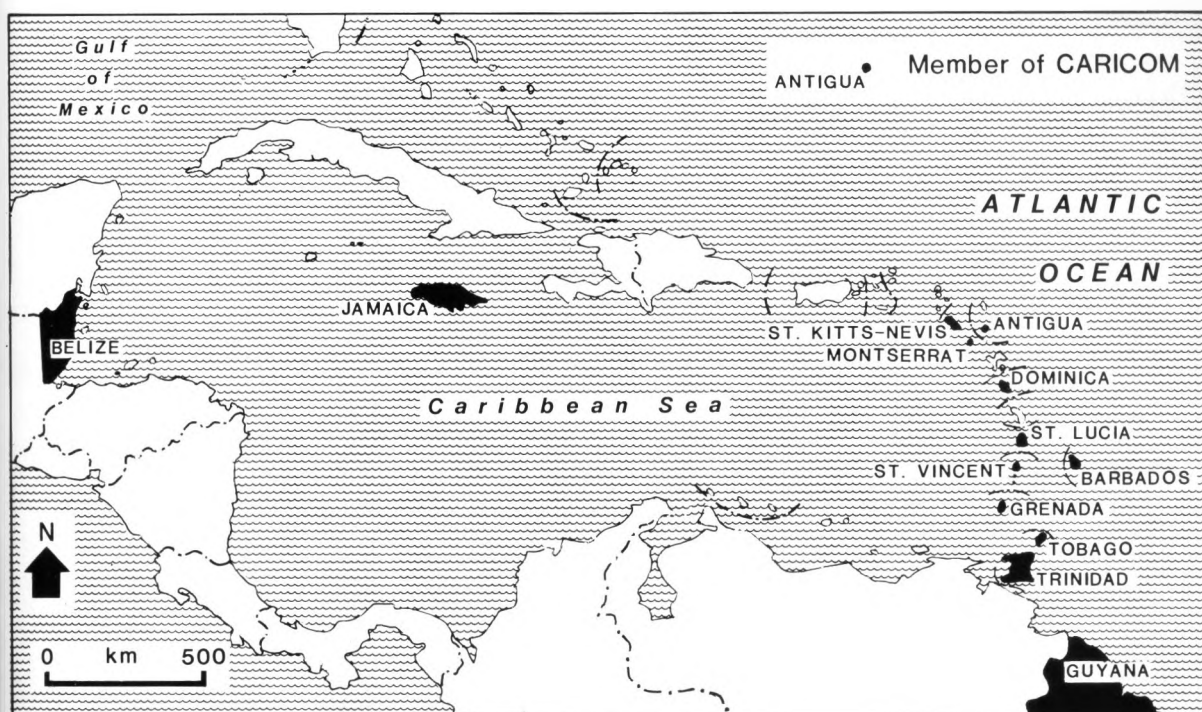 Gulf
of
Mexico
ANTIGUA
Member of CARICOM
ATLANTIC
OCEAN
JAMAICA
BELIZE
ST. KITTS-NEVIS
ANTIGUA
MONTSERRAT
DOMINICA
Caribbean Sea
ST. LUCIA
ST. VINCENT
BARBADOS
GRENADA
TOBAGO
TRINIDAD
N
0 km 500
GUYANA